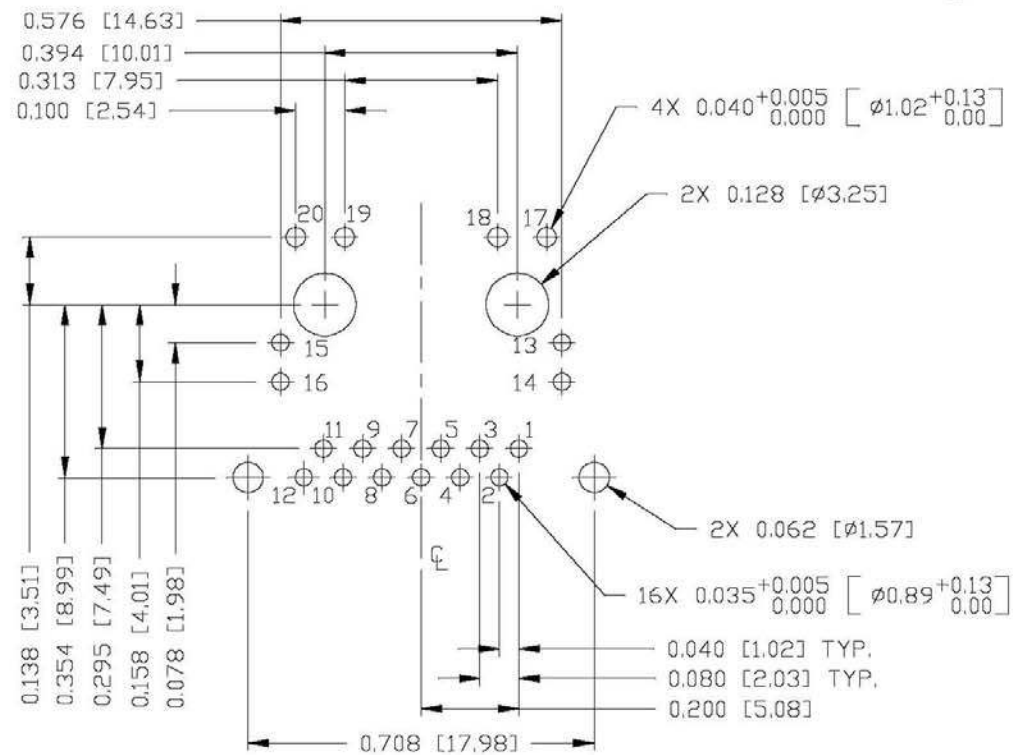 0.576 [14.63]
0.394 [10.01]
0.313 [7.95]
0.100 [2.54]
4X 0.040 +0.005 0.000 [ Ø1.02 +0.13 0.00 ]
2X 0.128 [Ø3.25]
20 19 18 17
15 13
16 14
11 9 7 5 3 1
12 10 8 6 4 2
℄
2X 0.062 [Ø1.57]
16X 0.035 +0.005 0.000 [ Ø0.89 +0.13 0.00 ]
0.138 [3.51]
0.354 [8.99]
0.295 [7.49]
0.158 [4.01]
0.078 [1.98]
0.040 [1.02] TYP.
0.080 [2.03] TYP.
0.200 [5.08]
0.708 [17.98]